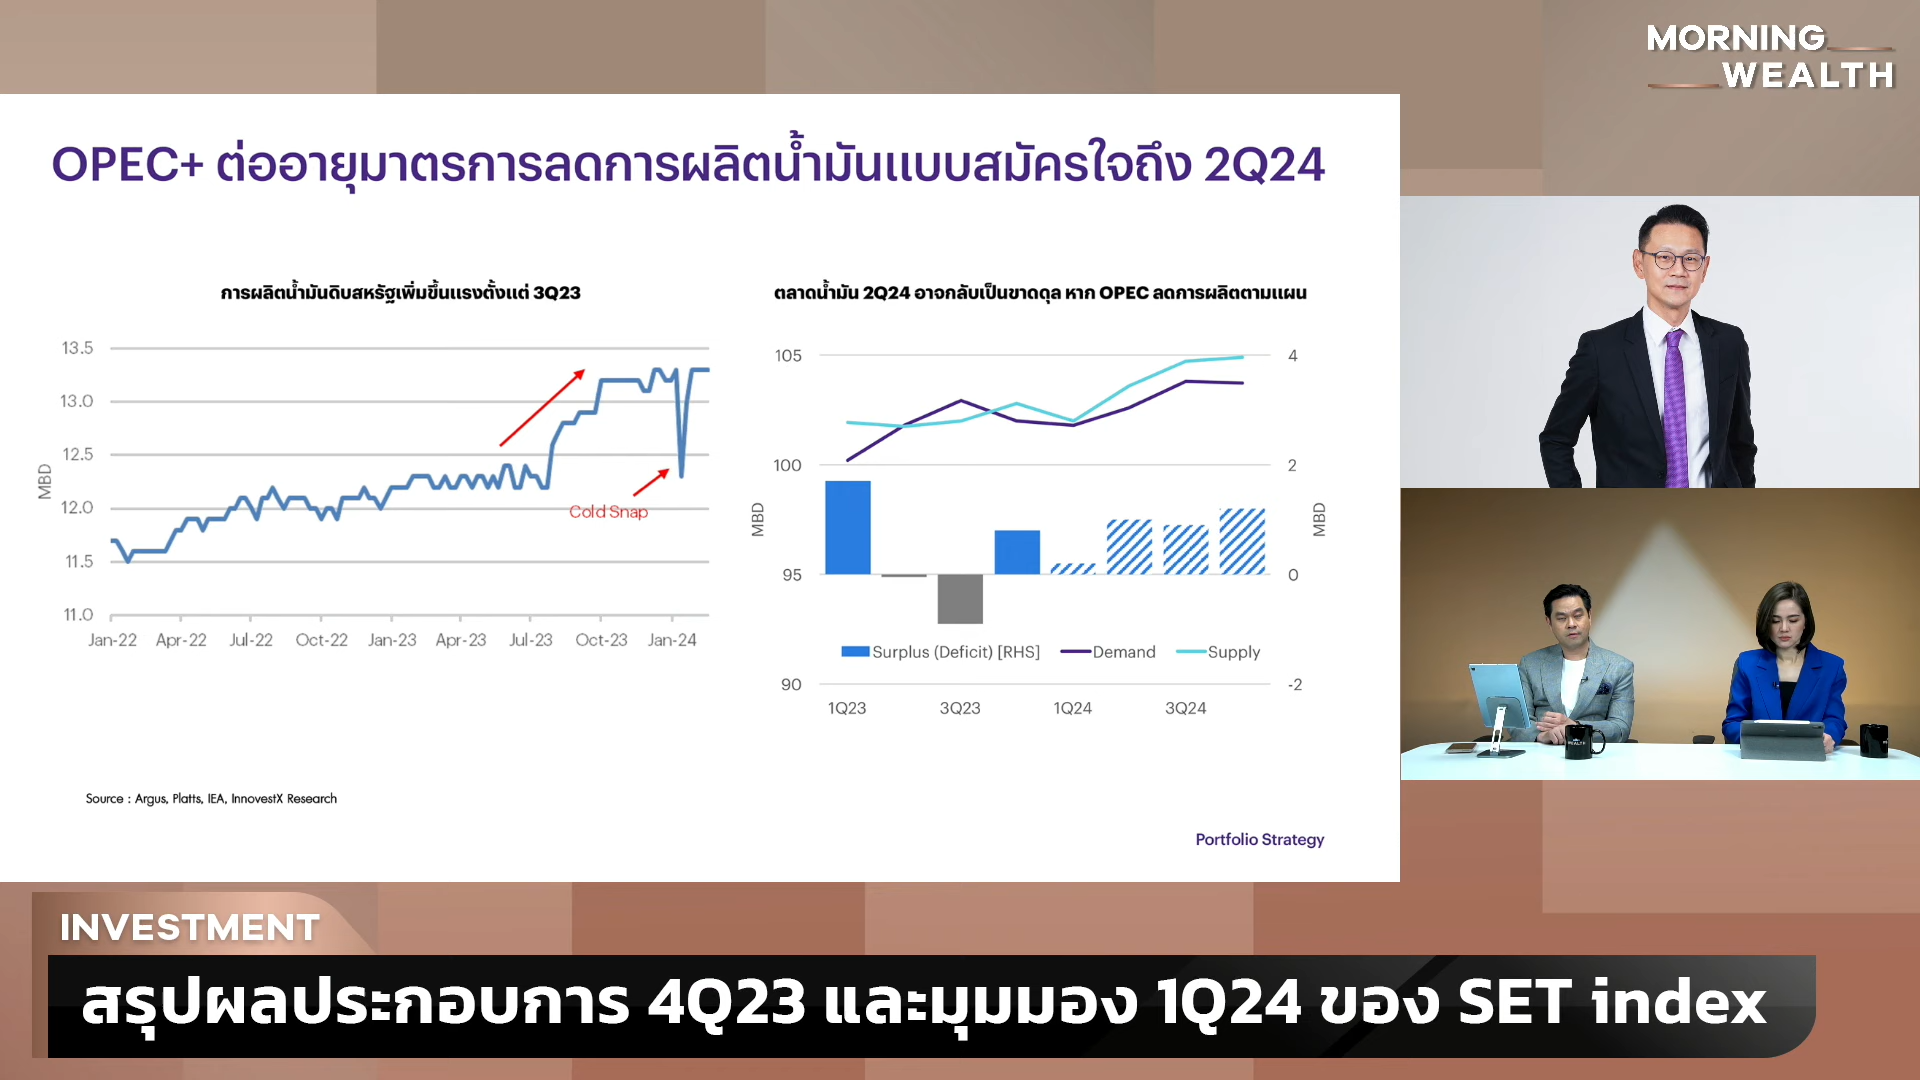 MORNING
WEALTH
OPEC+ ต่ออายุมาตรการลดการผลิตน้ำมันแบบสมัครใจถึง 2Q24
การผลิตน้ำมันดิบสหรัฐเพิ่มขึ้นแรงตั้งแต่ 3Q23
13.5
13.0
12.5
12.0
11.5
11.0
MBD
Cold Snap
Jan-22 Apr-22 Jul-22 Oct-22 Jan-23 Apr-23 Jul-23 Oct-23 Jan-24
ตลาดน้ำมัน 2Q24 อาจกลับเป็นขาดดุล หาก OPEC ลดการผลิตตามแผน
105
100
95
90
MBD
4
2
0
-2
MBD
Surplus (Deficit) [RHS] Demand Supply
1Q23 3Q23 1Q24 3Q24
Source : Argus, Platts, IEA, InnovestX Research
Portfolio Strategy
WEALTH
INVESTMENT
สรุปผลประกอบการ 4Q23 และมุมมอง 1Q24 ของ SET index